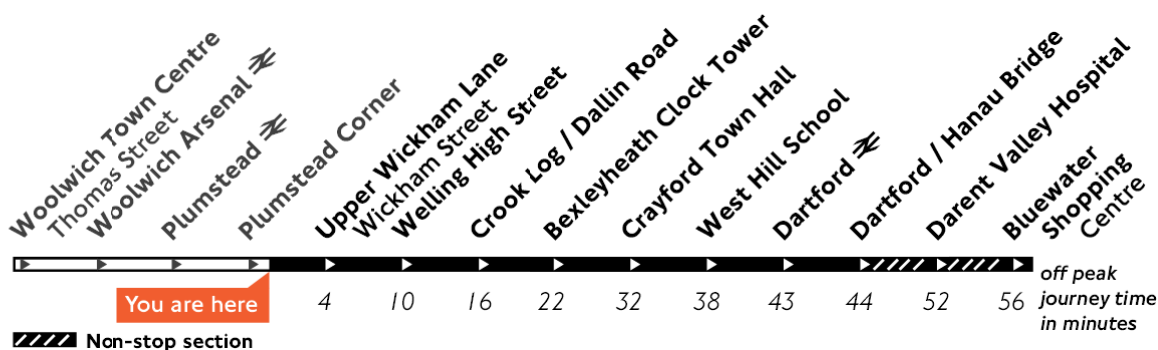 Woolwich Town Centre
Thomas Street
Woolwich Arsenal
Plumstead
Plumstead Corner
Upper Wickham Lane
Wickham Street
Welling High Street
Crook Log / Dallin Road
Bexleyheath Clock Tower
Crayford Town Hall
West Hill School
Dartford
Dartford / Hanau Bridge
Darent Valley Hospital
Bluewater
Shopping
Centre
You are here
4 10 16 22 32 38 43 44 52 56
off peak
journey time
in minutes
Non-stop section